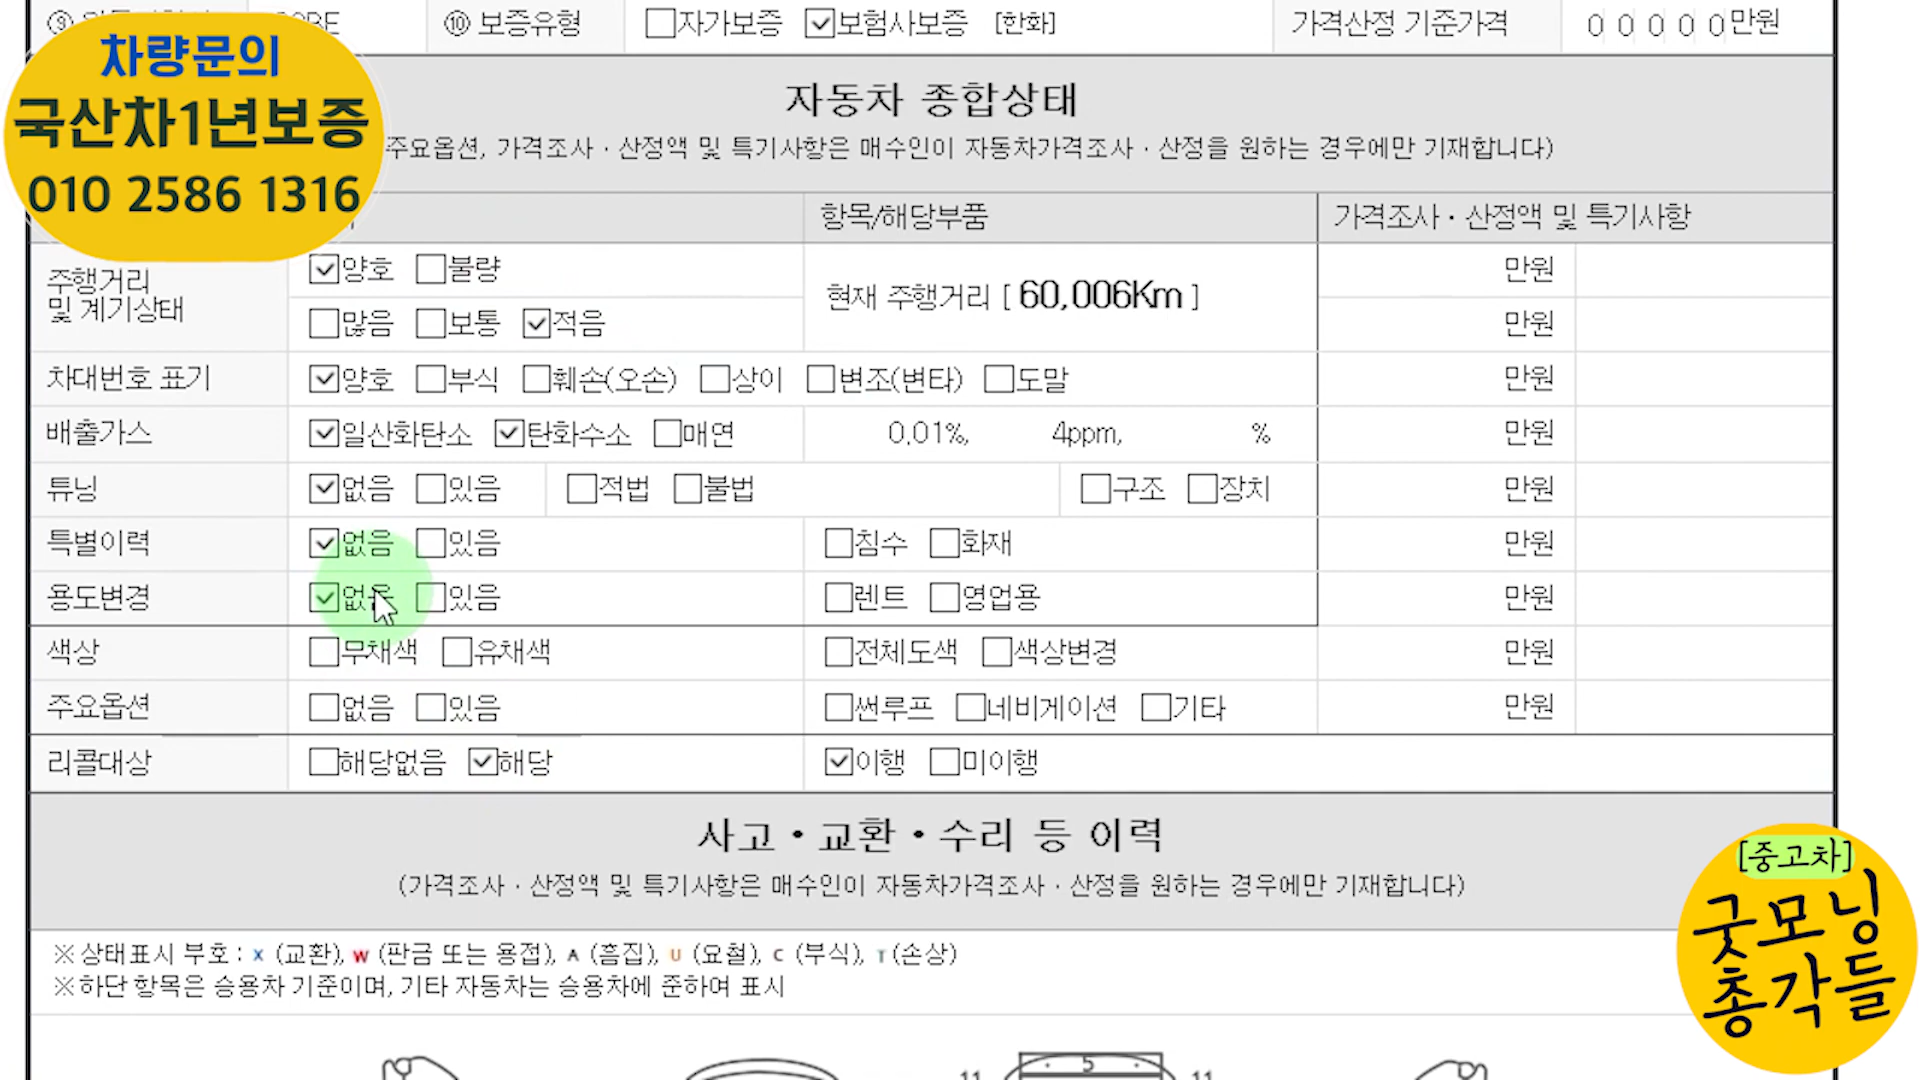 ⑩ 보증유형 자가보증 보험사보증 [한화] 가격산정 기준가격 0 0 0 0 0만원
차량문의
국산차1년보증
010 2586 1316
자동차 종합상태
주요옵션, 가격조사 · 산정액 및 특기사항은 매수인이 자동차가격조사 · 산정을 원하는 경우에만 기재합니다)
항목/해당부품 가격조사 · 산정액 및 특기사항
주행거리
및 계기상태
양호 불량 만원
현재 주행거리 [ 60,006Km ]
많음 보통 적음 만원
차대번호 표기 양호 부식 훼손(오손) 상이 변조(변타) 도말 만원
배출가스 일산화탄소 탄화수소 매연 0.01%, 4ppm, % 만원
튜닝 없음 있음 적법 불법 구조 장치 만원
특별이력 없음 있음 침수 화재 만원
용도변경 없음 있음 렌트 영업용 만원
색상 무채색 유채색 전체도색 색상변경 만원
주요옵션 없음 있음 썬루프 네비게이션 기타 만원
리콜대상 해당없음 해당 이행 미이행
사고 • 교환 • 수리 등 이력
(가격조사 · 산정액 및 특기사항은 매수인이 자동차가격조사 · 산정을 원하는 경우에만 기재합니다)
※ 상태표시 부호 : X (교환), W (판금 또는 용접), A (흠집), U (요철), C (부식), T (손상)
※ 하단 항목은 승용차 기준이며, 기타 자동차는 승용차에 준하여 표시
[중고차]
굿모닝
총각들
11 5 11